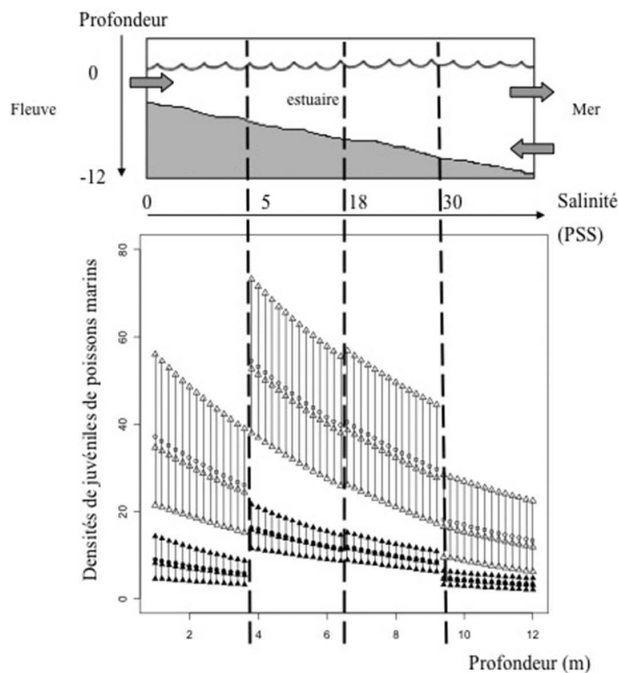 Profondeur
0
Fleuve
estuaire
Mer
-12
0 5 18 30 Salinité
(PSS)
80
60
40
20
0
Densités de juvéniles de poissons marins
2 4 6 8 10 12
Profondeur (m)